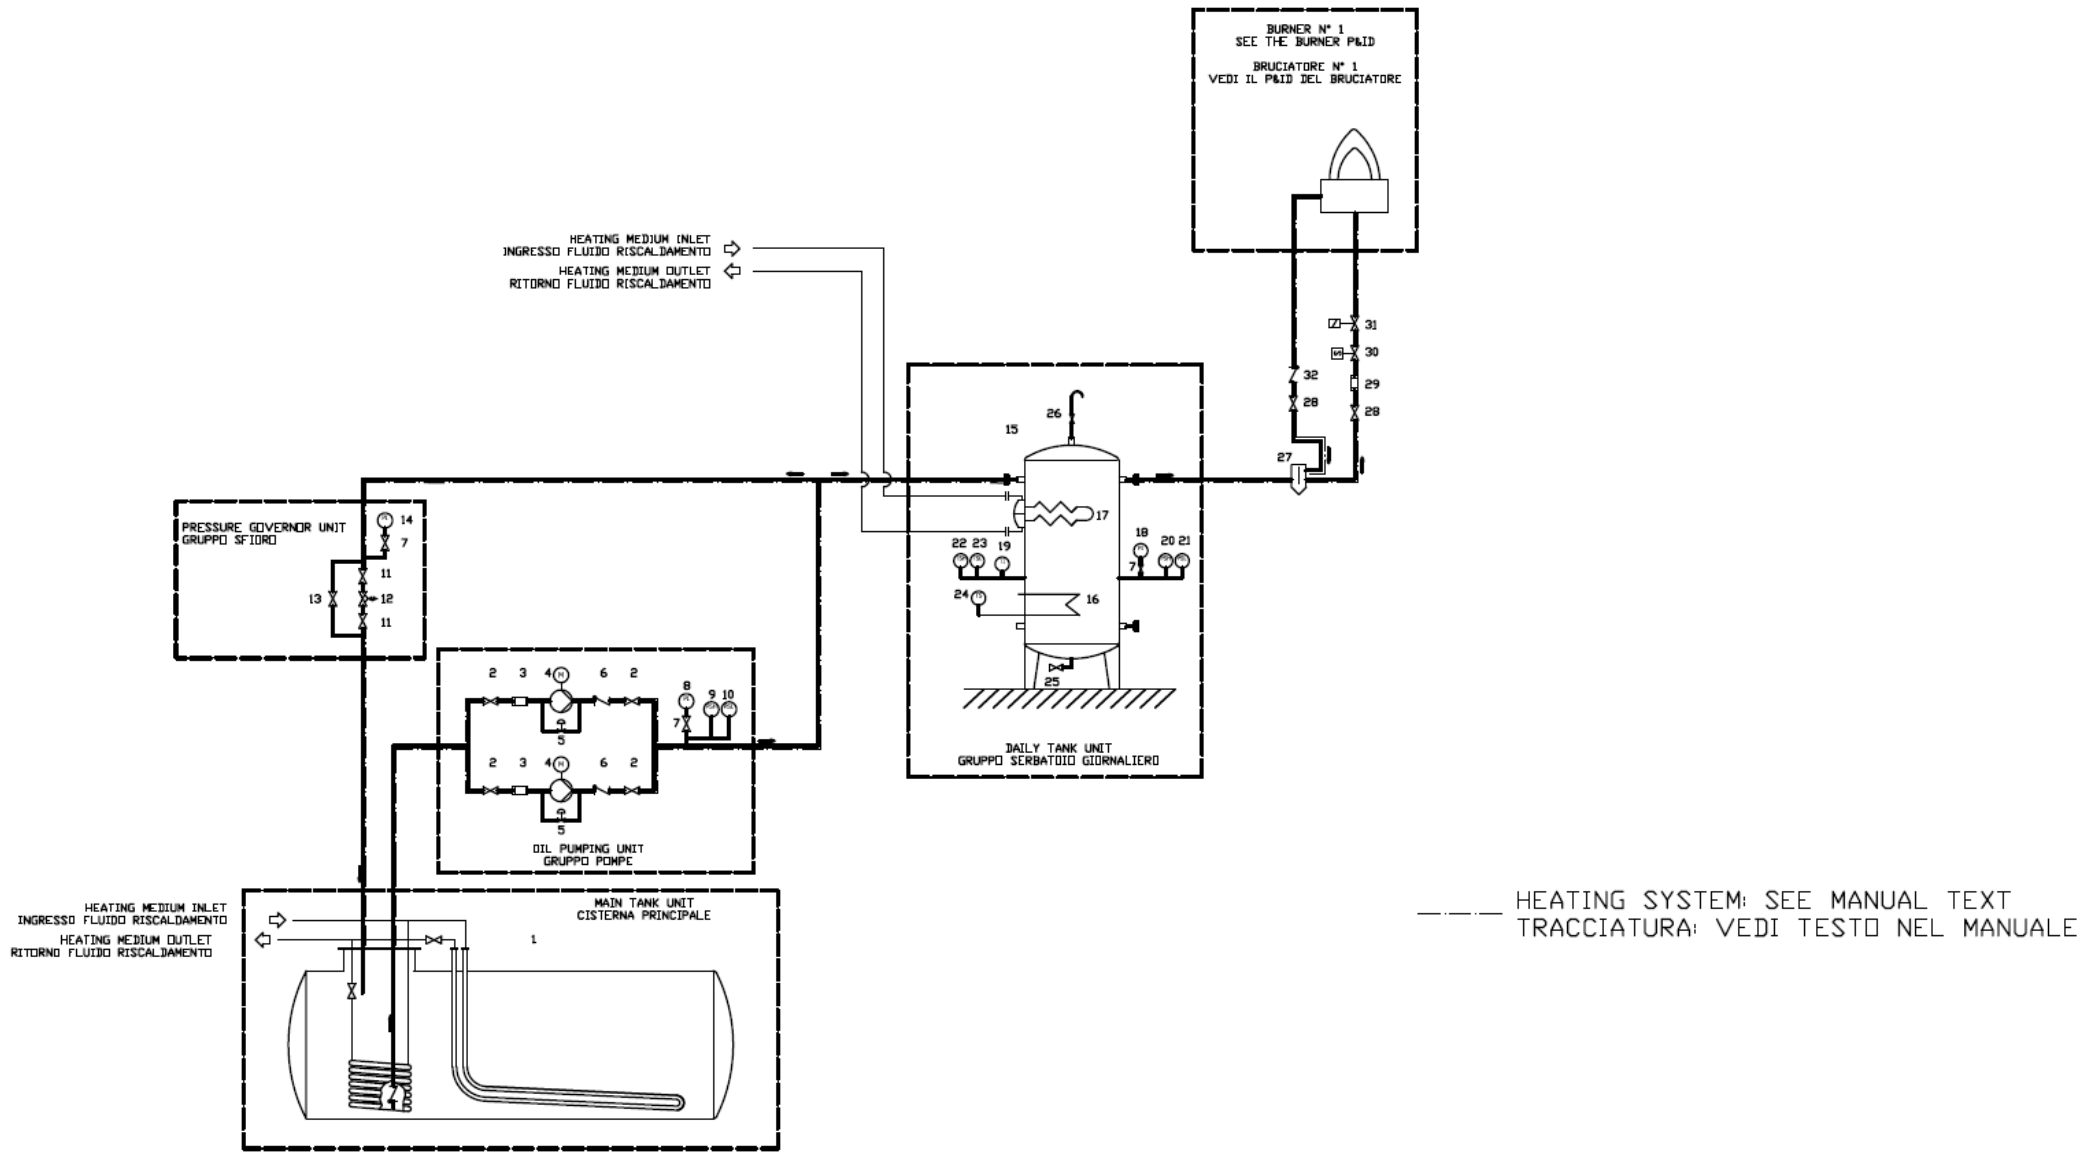 BURNER N° 1
SEE THE BURNER P&ID
BRUCIATORE N° 1
VEDI IL P&ID DEL BRUCIATORE
HEATING MEDIUM INLET
INGRESSO FLUIDO RISCALDAMENTO
HEATING MEDIUM OUTLET
RITORNO FLUIDO RISCALDAMENTO
31
30
32
29
28
28
26
15
27
PRESSURE GOVERNOR UNIT
GRUPPO SFIORO
14
7
11
13
12
11
17
22 23 19
18
20 21
7
24
16
25
DAILY TANK UNIT
GRUPPO SERBATOIO GIORNALIERO
2 3 4 M 6 2
8
9 10
7
5
2 3 4 M 6 2
5
OIL PUMPING UNIT
GRUPPO POMPE
MAIN TANK UNIT
CISTERNA PRINCIPALE
HEATING MEDIUM INLET
INGRESSO FLUIDO RISCALDAMENTO
HEATING MEDIUM OUTLET
RITORNO FLUIDO RISCALDAMENTO
1
HEATING SYSTEM: SEE MANUAL TEXT
TRACCIATURA: VEDI TESTO NEL MANUALE